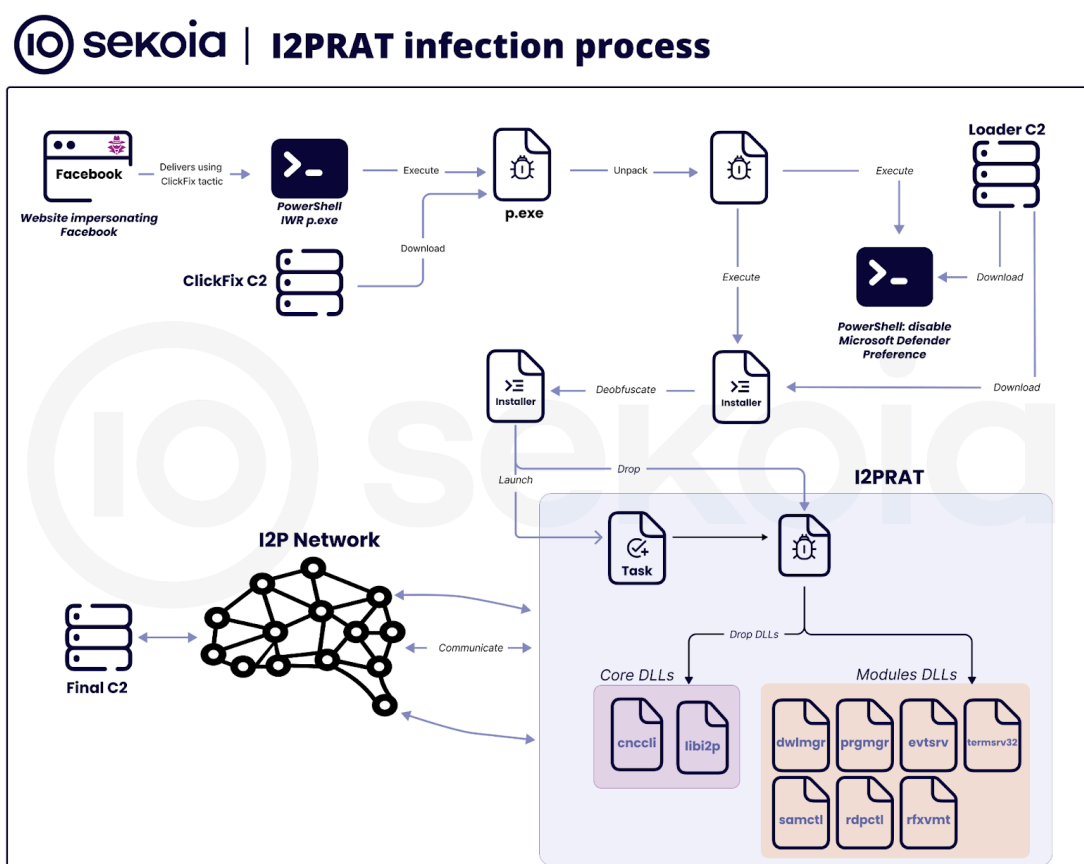 IO sekoia | I2PRAT infection process
Facebook
Website impersonating
Facebook
Delivers using
ClickFix tactic
PowerShell
IWR p.exe
Execute
p.exe
Unpack
Execute
Loader C2
ClickFix C2
Download
Execute
Download
PowerShell: disable
Microsoft Defender
Preference
Installer
Deobfuscate
Installer
Download
Launch
Drop
I2PRAT
Task
I2P Network
Final C2
Communicate
Drop DLLs
Core DLLs
cnccli
libi2p
Modules DLLs
dwlmgr
prgmgr
evtsrv
termsrv32
samctl
rdpctl
rfxvmt
IO sekoia